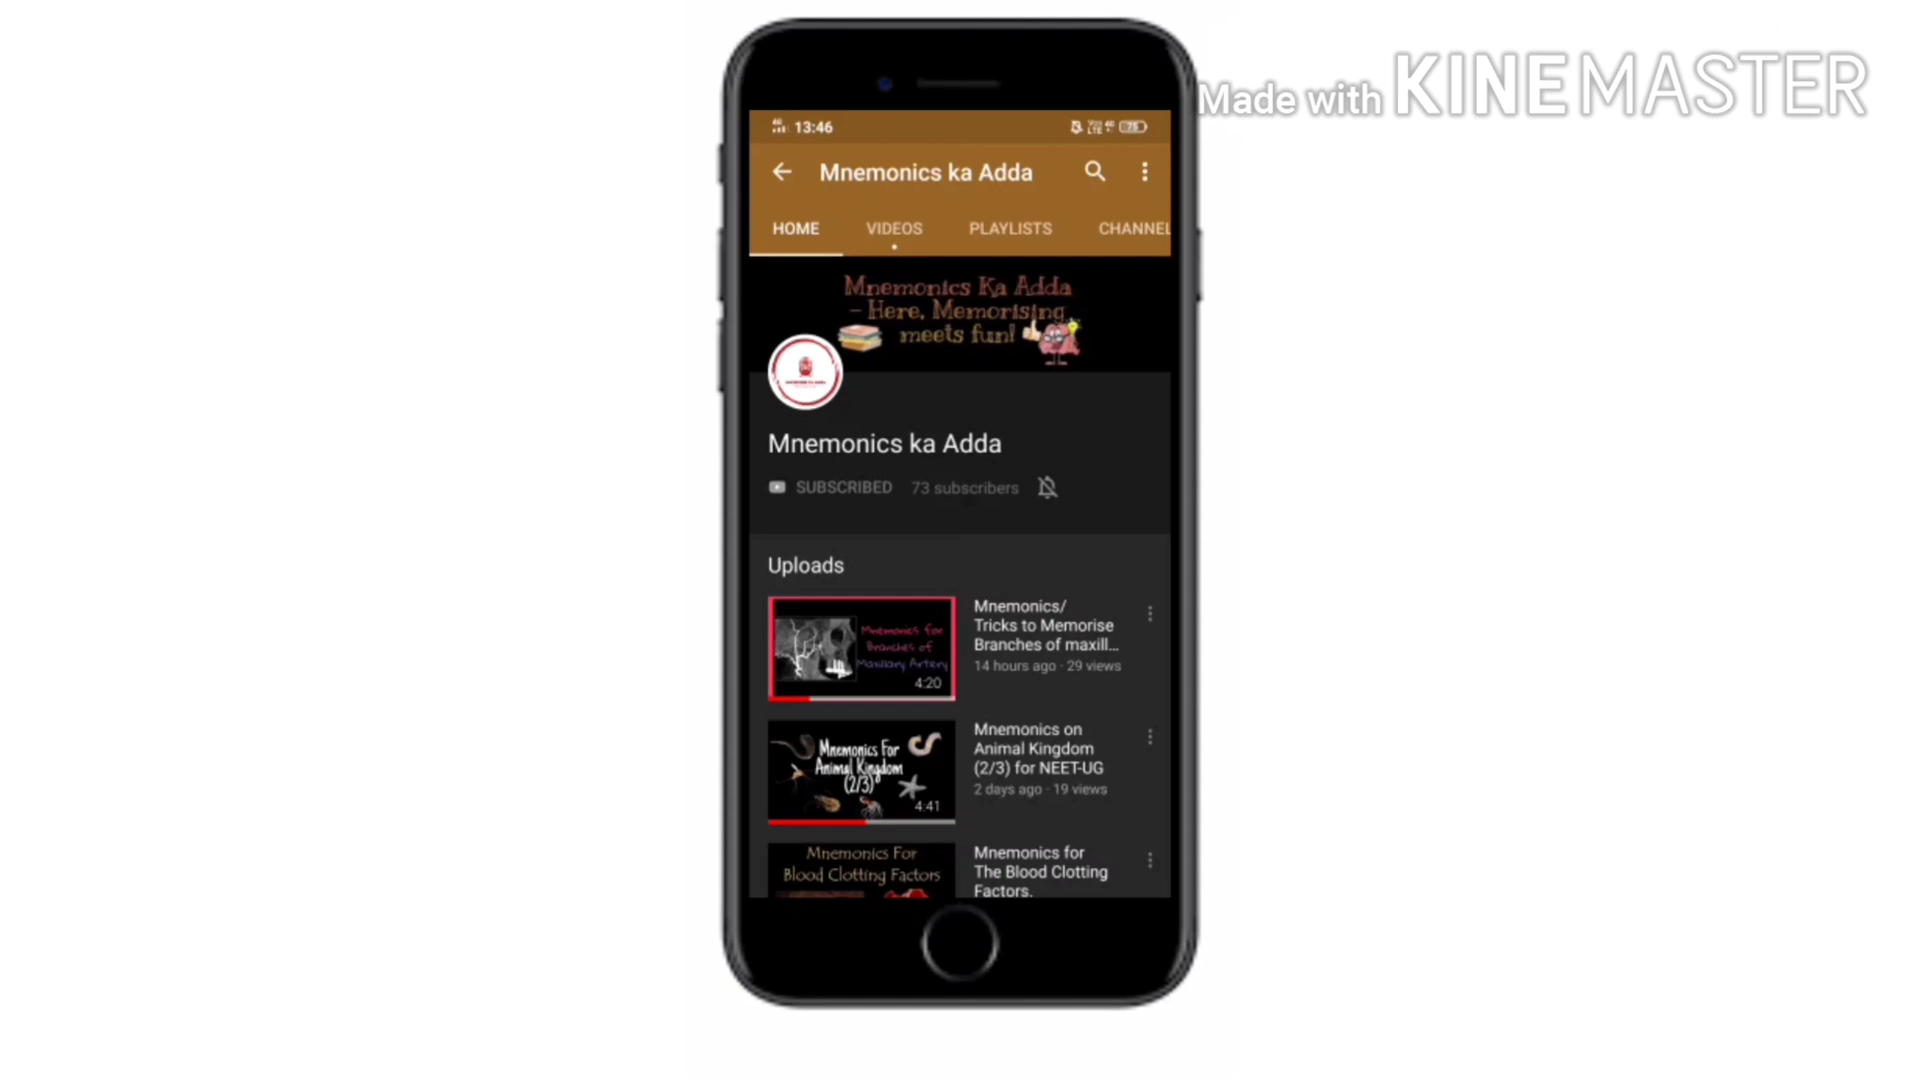 Made with KINEMASTER
13:46
Mnemonics ka Adda
HOME VIDEOS PLAYLISTS CHANNEL
Mnemonics Ka Adda
- Here, Memorising
meets fun!
Mnemonics ka Adda
SUBSCRIBED 73 subscribers
Uploads
Mnemonics for
Branches of
Maxillary Artery
4:20
Mnemonics/
Tricks to Memorise
Branches of maxill...
14 hours ago · 29 views
Mnemonics For
Animal Kingdom
(2/3)
4:41
Mnemonics on
Animal Kingdom
(2/3) for NEET-UG
2 days ago · 19 views
Mnemonics For
Blood Clotting Factors
Mnemonics for
The Blood Clotting
Factors.